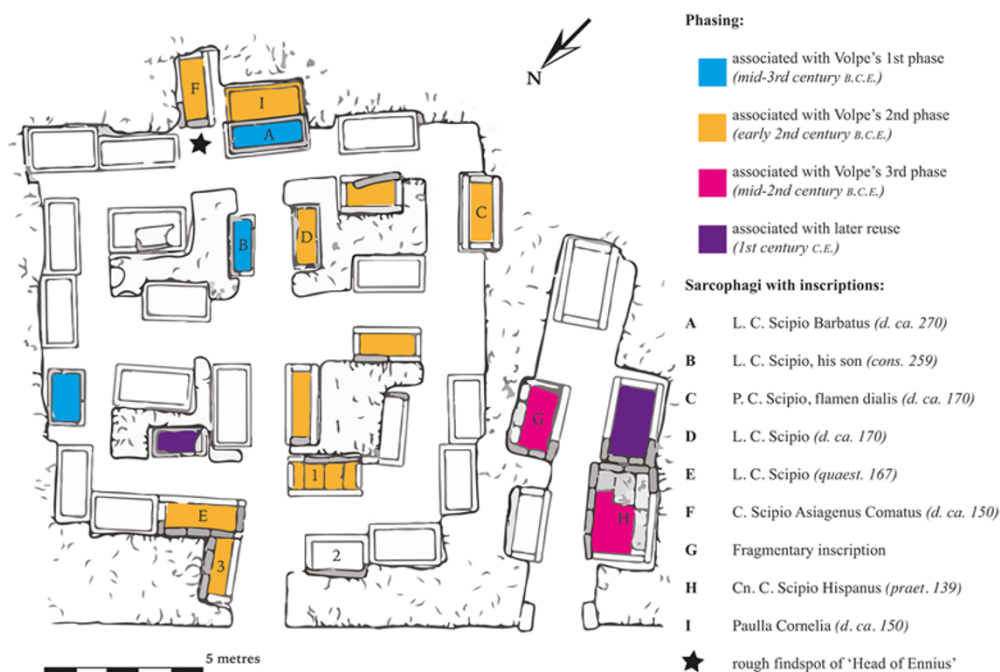 F
I
A
B
D
C
E
3
1
2
G
H
N
5 metres
Phasing:
associated with Volpe's 1st phase
(mid-3rd century B.C.E.)
associated with Volpe's 2nd phase
(early 2nd century B.C.E.)
associated with Volpe's 3rd phase
(mid-2nd century B.C.E.)
associated with later reuse
(1st century C.E.)
Sarcophagi with inscriptions:
A L. C. Scipio Barbatus (d. ca. 270)
B L. C. Scipio, his son (cons. 259)
C P. C. Scipio, flamen dialis (d. ca. 170)
D L. C. Scipio (d. ca. 170)
E L. C. Scipio (quaest. 167)
F C. Scipio Asiagenus Comatus (d. ca. 150)
G Fragmentary inscription
H Cn. C. Scipio Hispanus (praet. 139)
I Paulla Cornelia (d. ca. 150)
rough findspot of 'Head of Ennius'